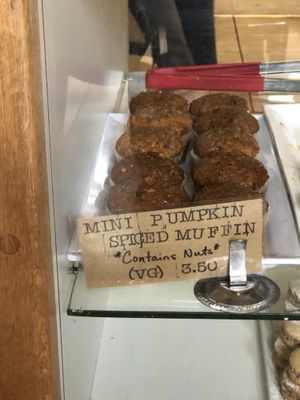 MINI PUMPKIN
SPICED MUFFIN
*Contains Nuts*
(VG) 3.50